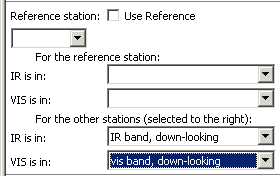 Reference station: Use Reference
For the reference station:
IR is in:
VIS is in:
For the other stations (selected to the right):
IR is in: IR band, down-looking
VIS is in: vis band, down-looking